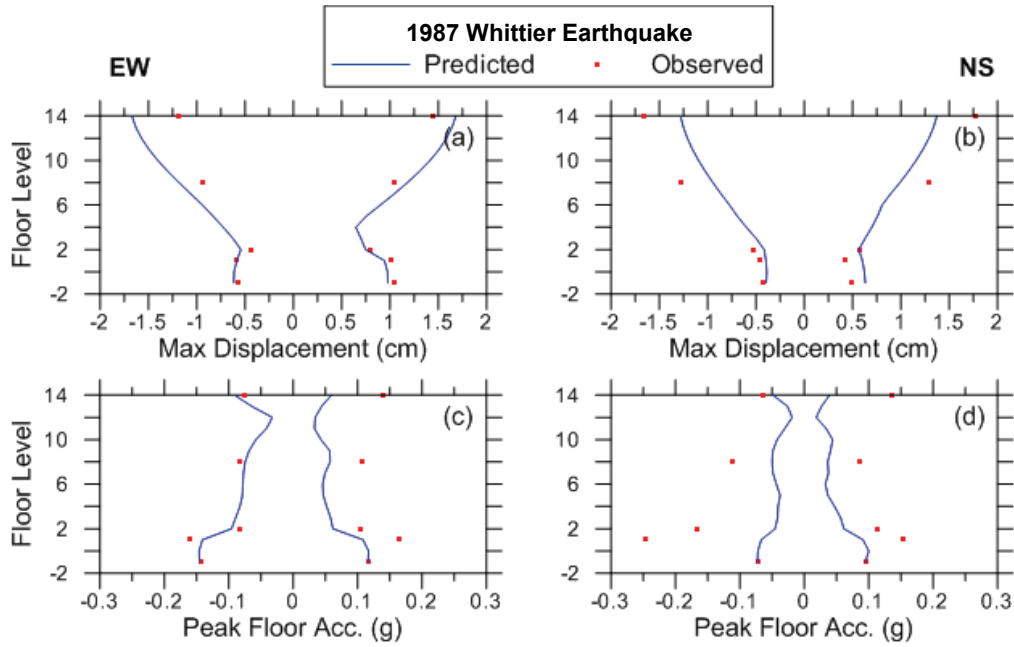 1987 Whittier Earthquake
EW Predicted Observed NS
14
10
6
2
-2
Floor Level
(a)
-2 -1.5 -1 -0.5 0 0.5 1 1.5 2
Max Displacement (cm)
14
10
6
2
-2
Floor Level
(b)
-2 -1.5 -1 -0.5 0 0.5 1 1.5 2
Max Displacement (cm)
14
10
6
2
-2
Floor Level
(c)
-0.3 -0.2 -0.1 0 0.1 0.2 0.3
Peak Floor Acc. (g)
14
10
6
2
-2
Floor Level
(d)
-0.3 -0.2 -0.1 0 0.1 0.2 0.3
Peak Floor Acc. (g)